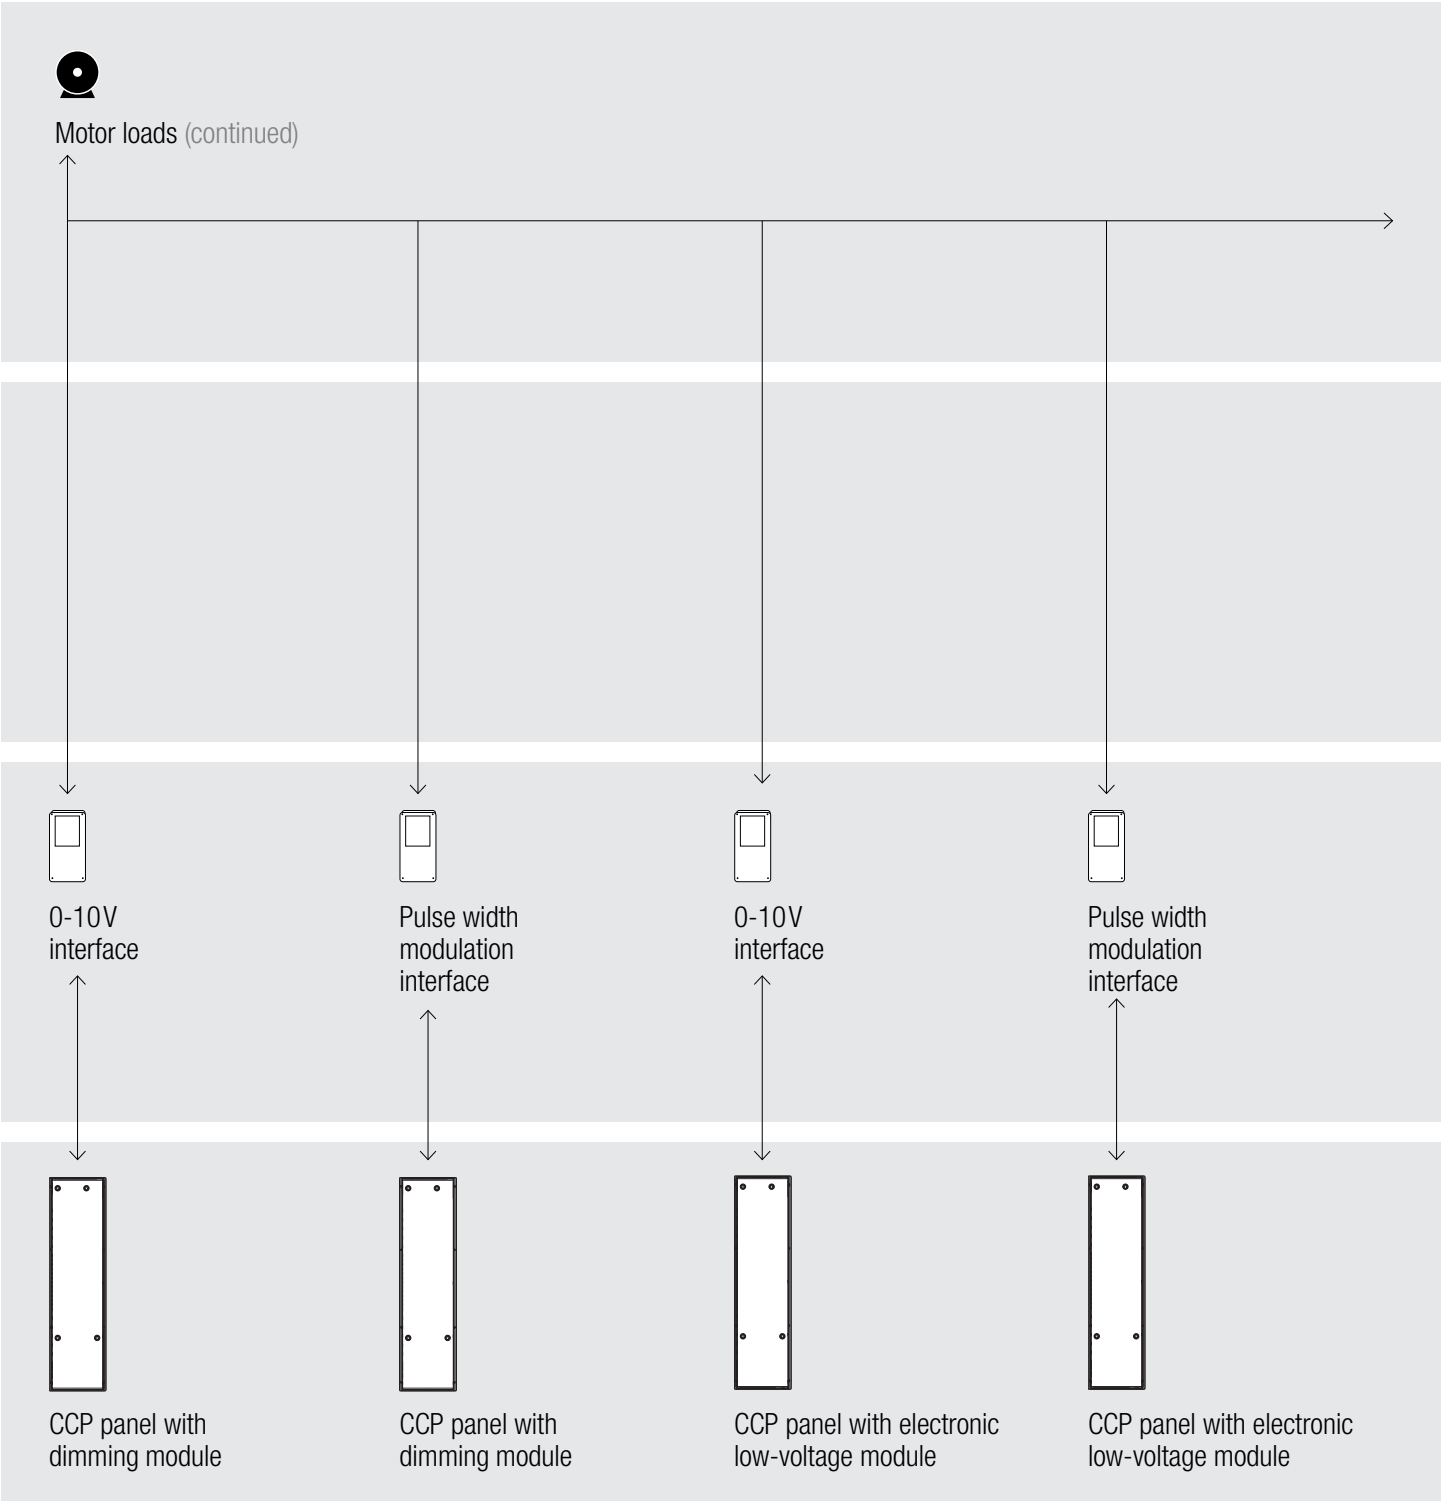 Motor loads (continued)
0-10V
interface
Pulse width
modulation
interface
0-10V
interface
Pulse width
modulation
interface
CCP panel with
dimming module
CCP panel with
dimming module
CCP panel with electronic
low-voltage module
CCP panel with electronic
low-voltage module